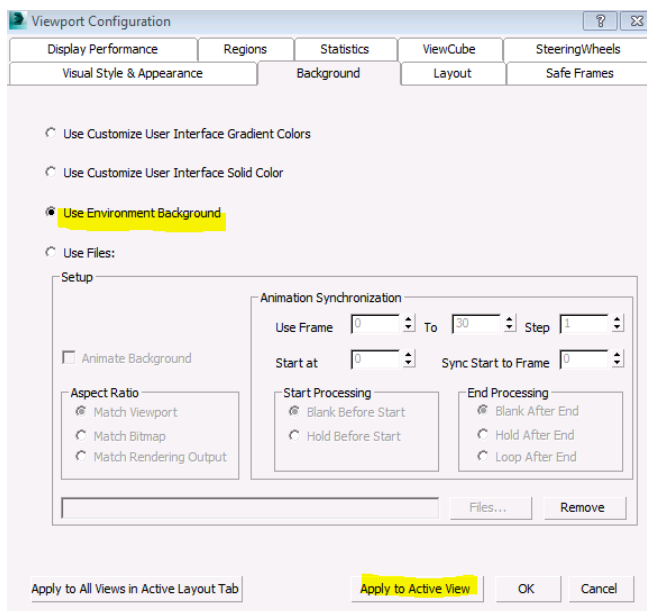 Viewport Configuration
Display Performance Regions Statistics ViewCube SteeringWheels
Visual Style & Appearance Background Layout Safe Frames
Use Customize User Interface Gradient Colors
Use Customize User Interface Solid Color
Use Environment Background
Use Files:
Setup
Animation Synchronization
Use Frame 0 To 30 Step 1
Animate Background Start at 0 Sync Start to Frame 0
Aspect Ratio Start Processing End Processing
Match Viewport Blank Before Start Blank After End
Match Bitmap Hold Before Start Hold After End
Match Rendering Output Loop After End
Files... Remove
Apply to All Views in Active Layout Tab Apply to Active View OK Cancel